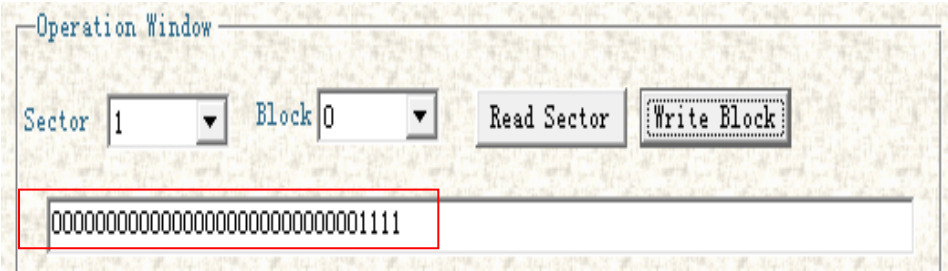 Operation Window
Sector 1 Block 0 Read Sector Write Block
00000000000000000000000000001111